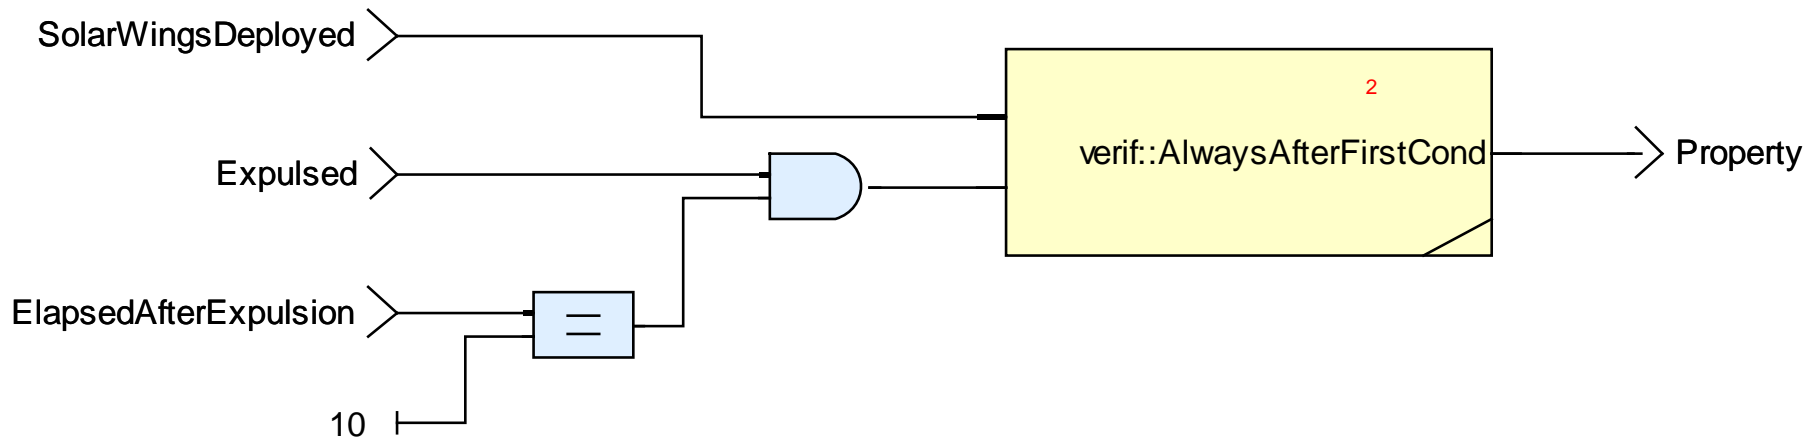 SolarWingsDeployed
2
verif::AlwaysAfterFirstCond
Property
Expulsed
ElapsedAfterExpulsion
=
10